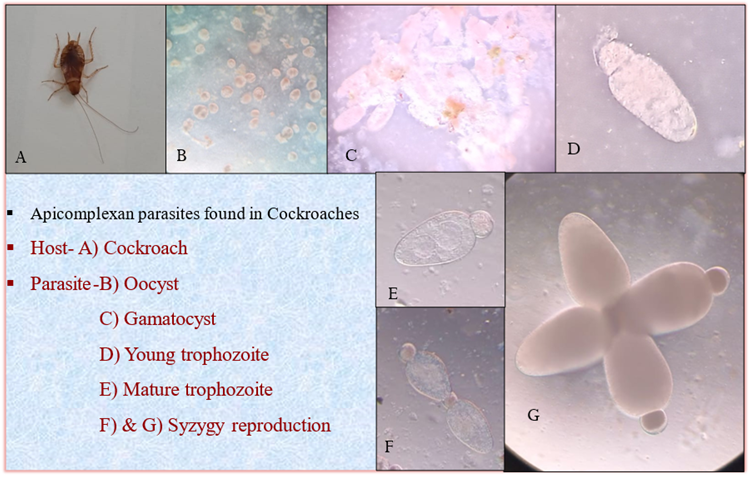 A
B
C
D
Apicomplexan parasites found in Cockroaches
Host- A) Cockroach
Parasite-B) Oocyst
C) Gamatocyst
D) Young trophozoite
E) Mature trophozoite
F) & G) Syzygy reproduction
E
F
G